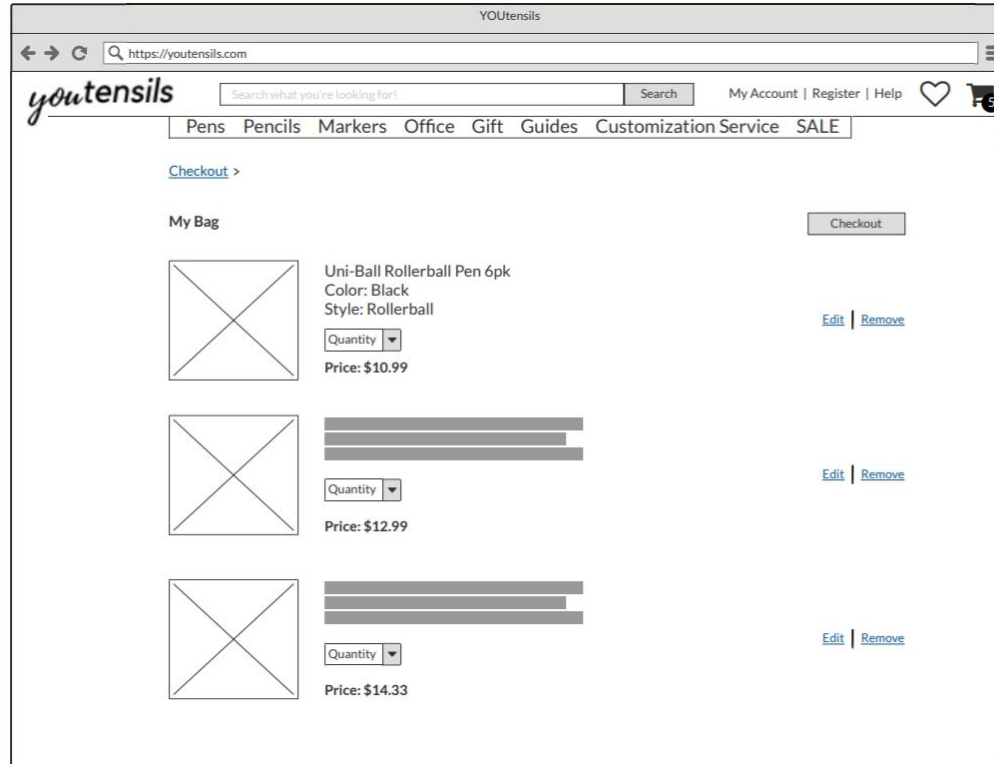 YOUtensils
https://youtensils.com
youtensils
Search what you're looking for!
Search
My Account | Register | Help
5
Pens Pencils Markers Office Gift Guides Customization Service SALE
Checkout >
My Bag
Checkout
Uni-Ball Rollerball Pen 6pk
Color: Black
Style: Rollerball
Quantity
Price: $10.99
Edit | Remove
Quantity
Price: $12.99
Edit | Remove
Quantity
Price: $14.33
Edit | Remove